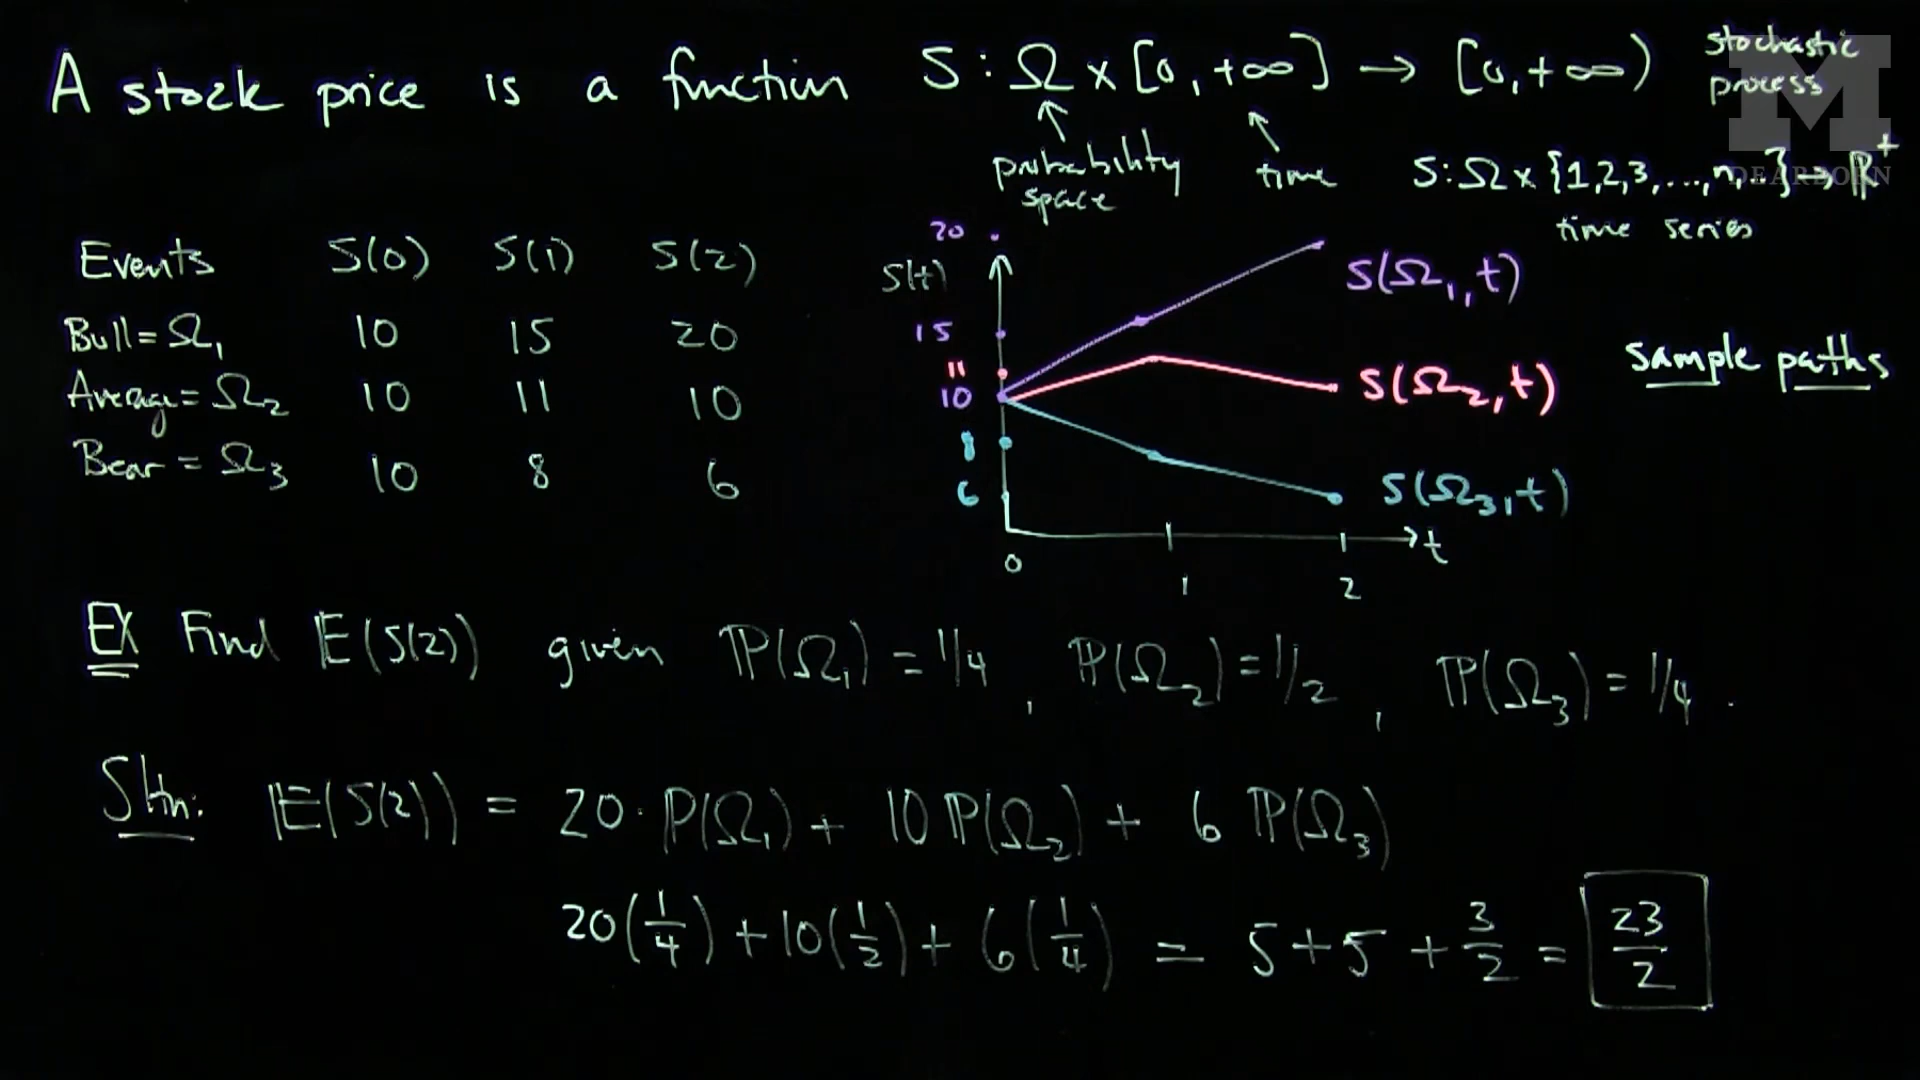 A stock price is a function S: Ω × [0, +∞] → [0, +∞) stochastic process
↑ probability space
↑ time
S: Ω × {1,2,3,...,n,..} → ℝ⁺
time series
DEARBORN
Events S(0) S(1) S(2)
Bull = Ω₁ 10 15 20
Average = Ω₂ 10 11 10
Bear = Ω₃ 10 8 6
S(t)
20
15
11
10
8
6
0 1 2 t
S(Ω₁, t)
S(Ω₂, t)
S(Ω₃, t)
sample paths
Ex Find 𝔼(S(2)) given ℙ(Ω₁) = 1/4 , ℙ(Ω₂) = 1/2 , ℙ(Ω₃) = 1/4 .
Sltn: 𝔼(S(2)) = 20 · ℙ(Ω₁) + 10 ℙ(Ω₂) + 6 ℙ(Ω₃)
20(1/4) + 10(1/2) + 6(1/4) = 5 + 5 + 3/2 = 23/2